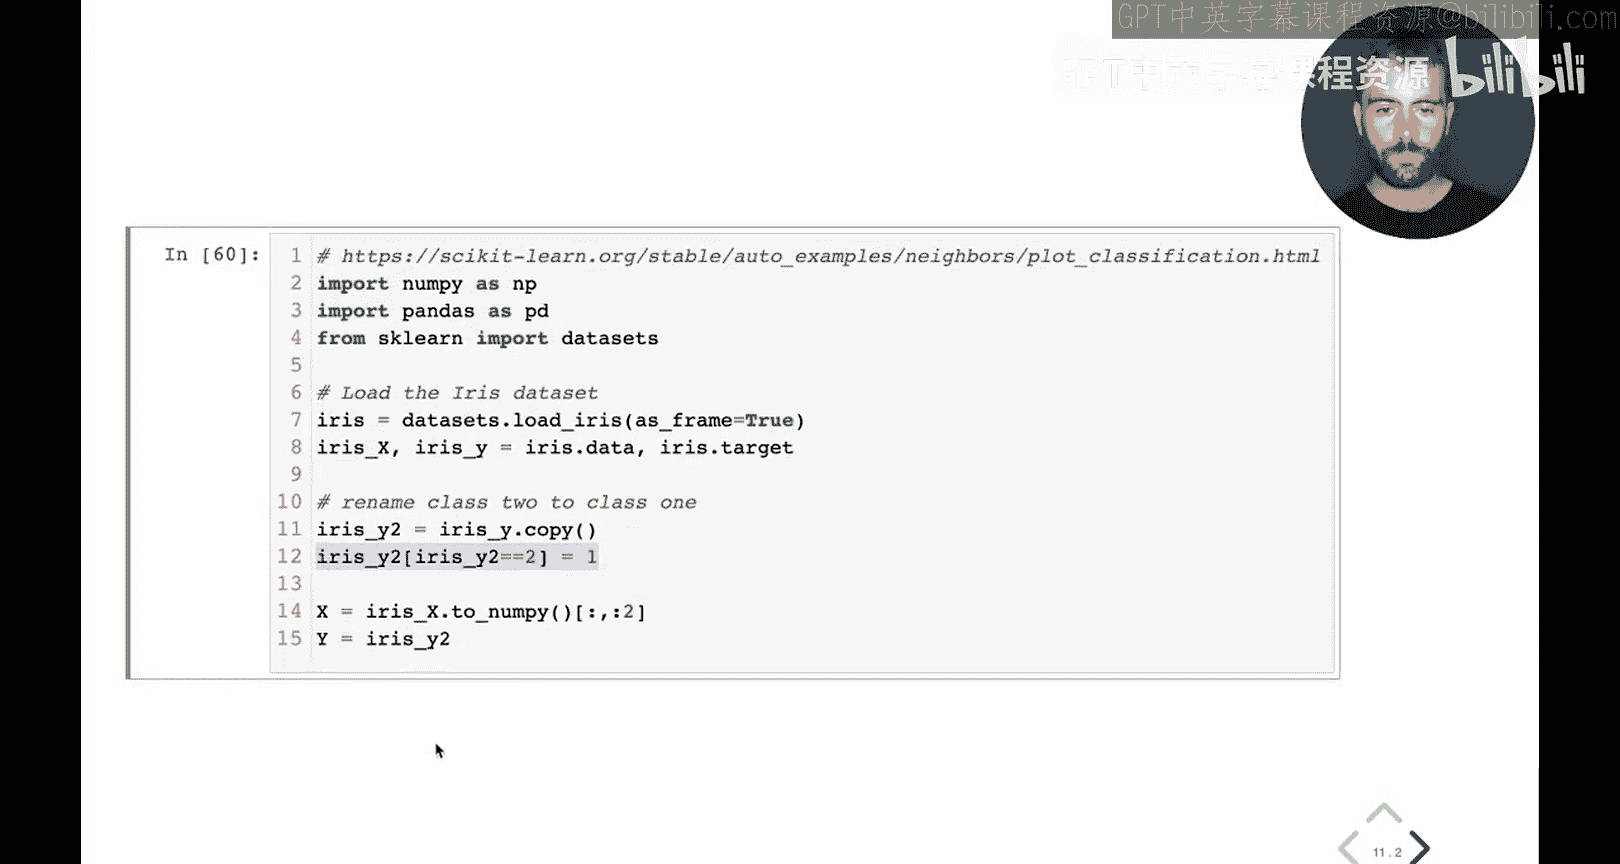 GPT中英字幕课程资源@bilibili.com
课程资源 bilibili
In [60]:
1 # https://scikit-learn.org/stable/auto_examples/neighbors/plot_classification.html
2 import numpy as np
3 import pandas as pd
4 from sklearn import datasets
5
6 # Load the Iris dataset
7 iris = datasets.load_iris(as_frame=True)
8 iris_X, iris_y = iris.data, iris.target
9
10 # rename class two to class one
11 iris_y2 = iris_y.copy()
12 iris_y2[iris_y2==2] = 1
13
14 X = iris_X.to_numpy()[:,:2]
15 Y = iris_y2
11.2